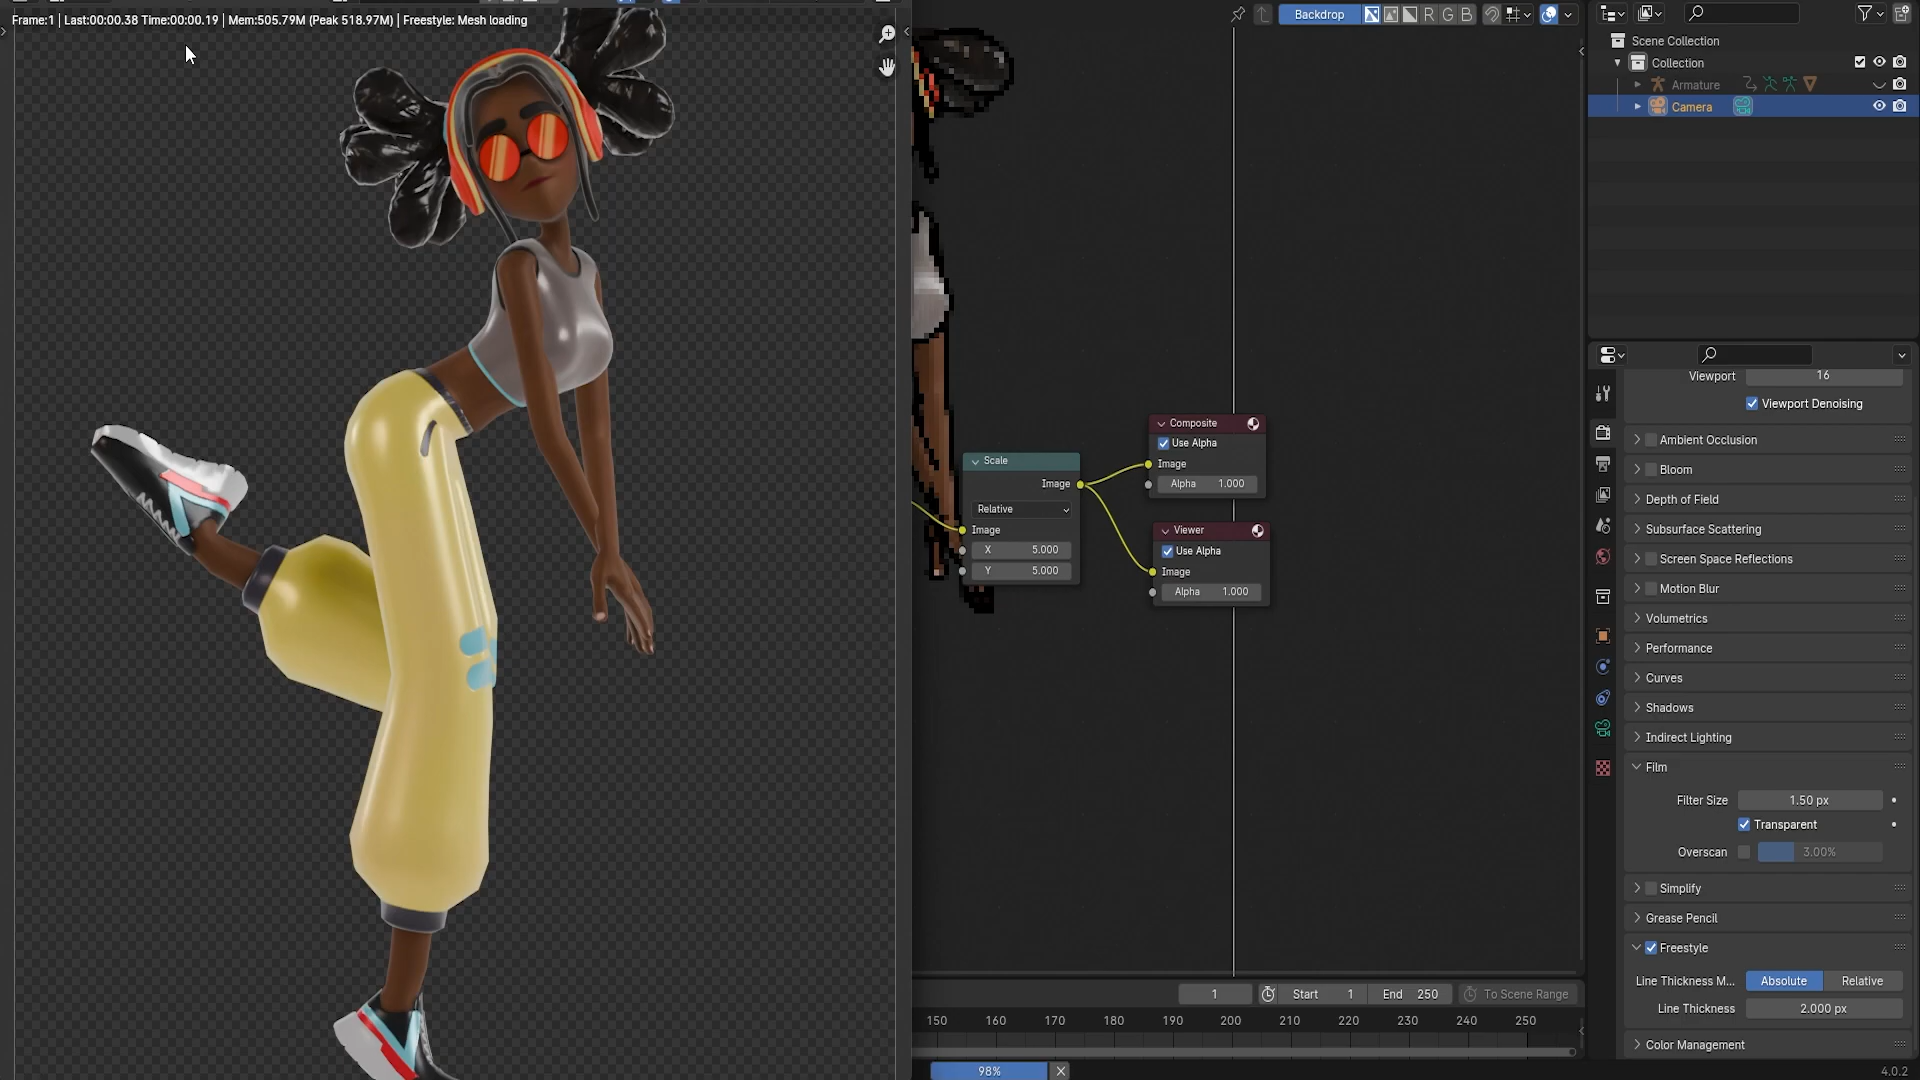 Frame:1 | Last:00:00.38 Time:00:00.19 | Mem:505.79M (Peak 518.97M) | Freestyle: Mesh loading
Backdrop
R G B
Scene Collection
Collection
Armature
Camera
Viewport 16
Viewport Denoising
Ambient Occlusion
Bloom
Depth of Field
Subsurface Scattering
Screen Space Reflections
Motion Blur
Volumetrics
Performance
Curves
Shadows
Indirect Lighting
Film
Filter Size 1.50 px
Transparent
Overscan 3.00%
Simplify
Grease Pencil
Freestyle
Line Thickness M... Absolute Relative
Line Thickness 2.000 px
Color Management
Scale
Image
Relative
Image
X 5.000
Y 5.000
Composite
Use Alpha
Image
Alpha 1.000
Viewer
Use Alpha
Image
Alpha 1.000
1 Start 1 End 250 To Scene Range
150 160 170 180 190 200 210 220 230 240 250
98%
4.0.2